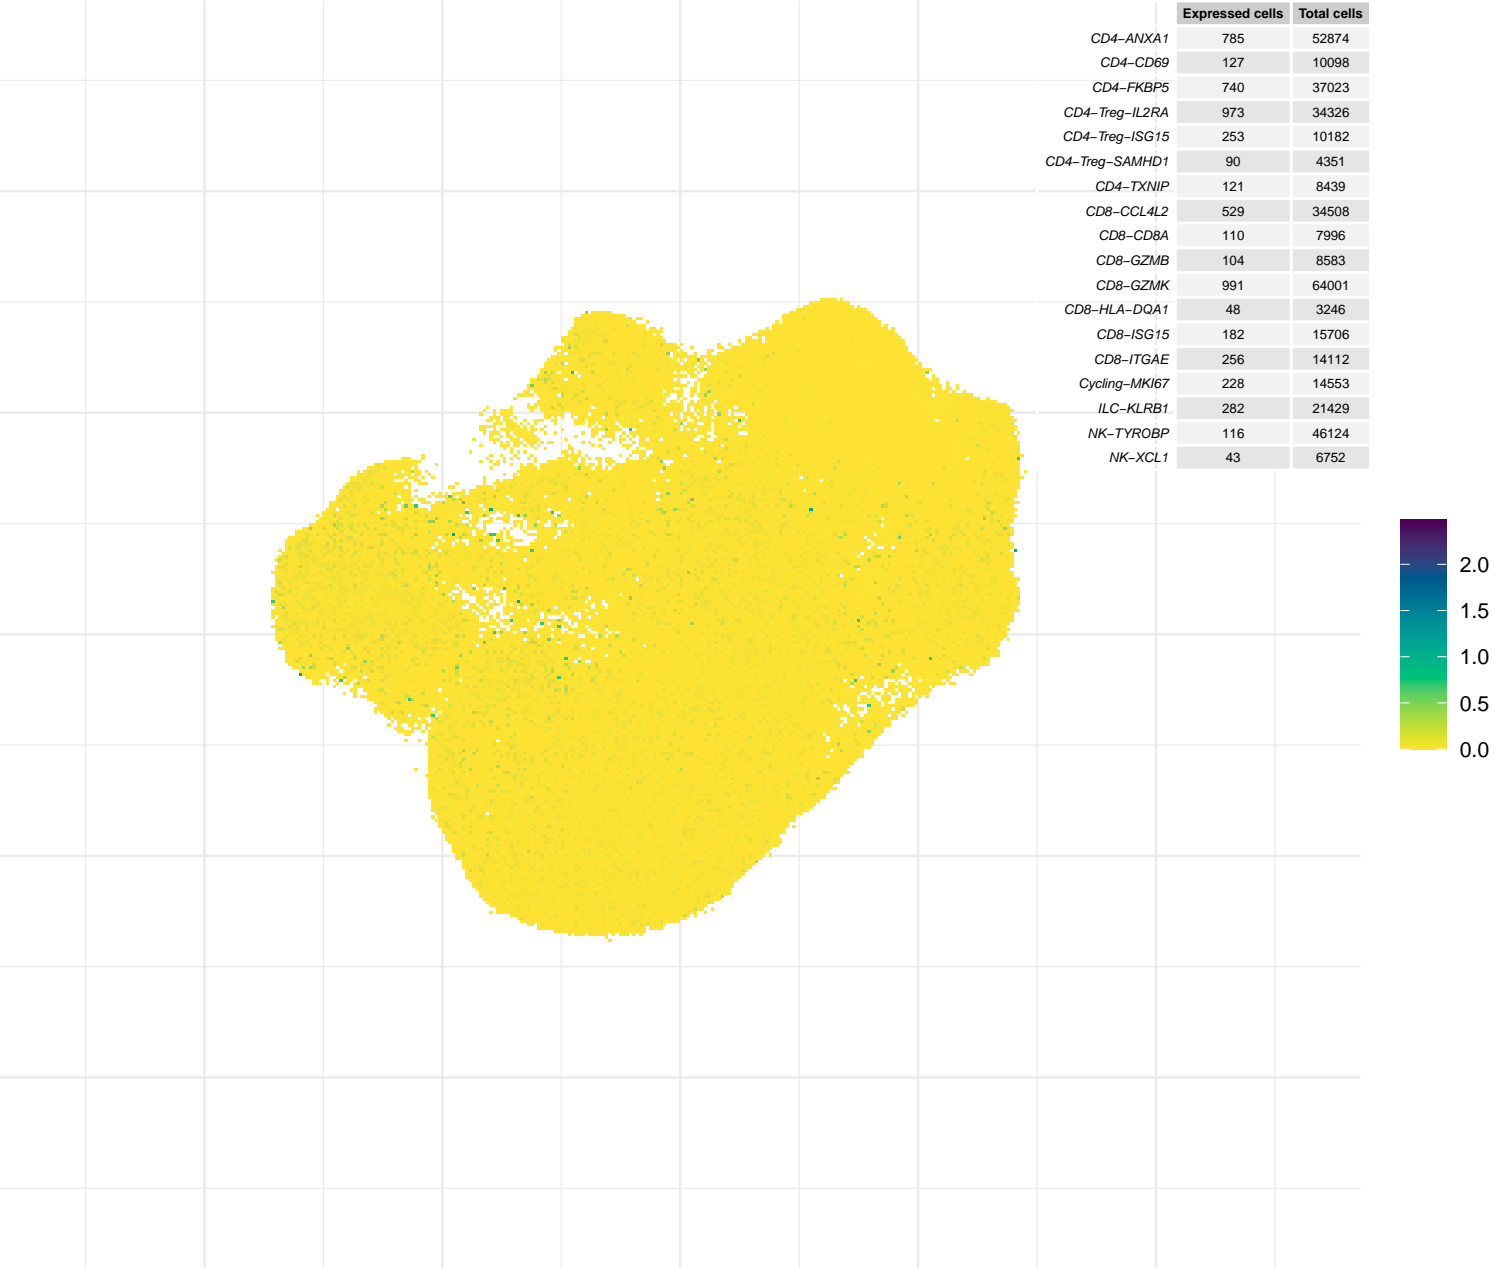 Expressed cells Total cells
CD4−ANXA1 785 52874
CD4−CD69 127 10098
CD4−FKBP5 740 37023
CD4−Treg−IL2RA 973 34326
CD4−Treg−ISG15 253 10182
CD4−Treg−SAMHD1 90 4351
CD4−TXNIP 121 8439
CD8−CCL4L2 529 34508
CD8−CD8A 110 7996
CD8−GZMB 104 8583
CD8−GZMK 991 64001
CD8−HLA−DQA1 48 3246
CD8−ISG15 182 15706
CD8−ITGAE 256 14112
Cycling−MKI67 228 14553
ILC−KLRB1 282 21429
NK−TYROBP 116 46124
NK−XCL1 43 6752
2.0
1.5
1.0
0.5
0.0